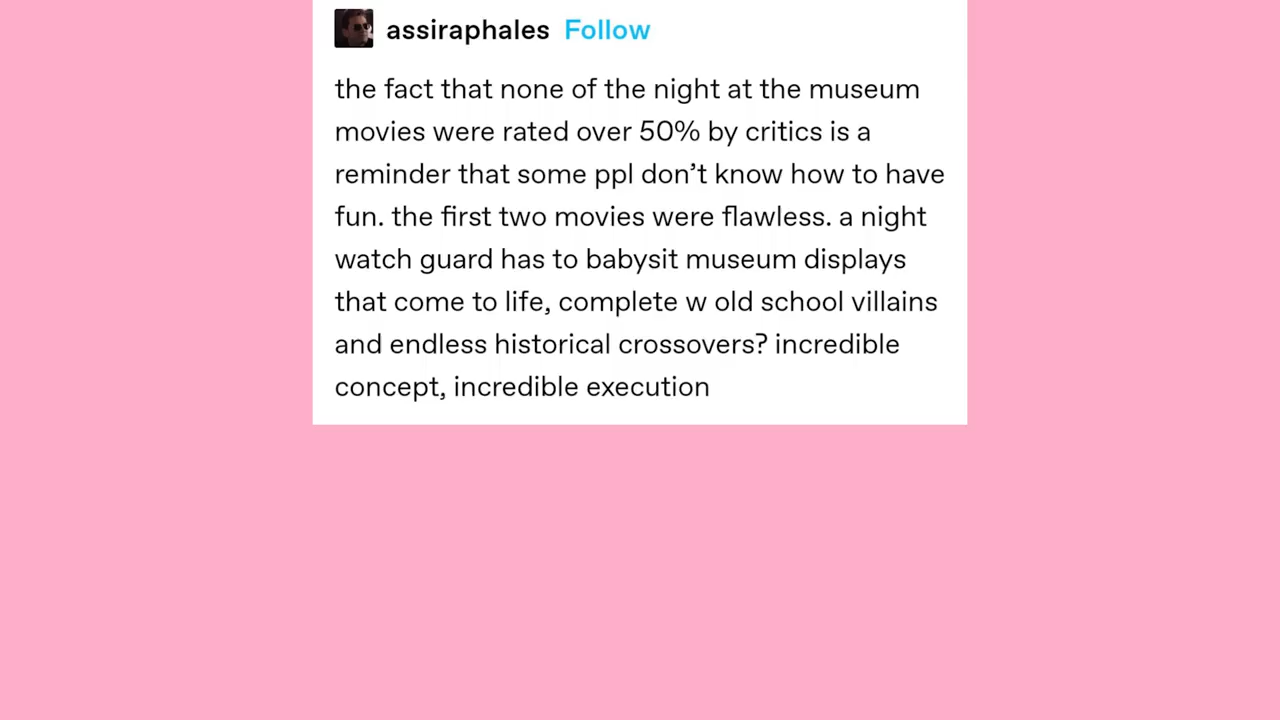 assiraphales Follow
the fact that none of the night at the museum
movies were rated over 50% by critics is a
reminder that some ppl don’t know how to have
fun. the first two movies were flawless. a night
watch guard has to babysit museum displays
that come to life, complete w old school villains
and endless historical crossovers? incredible
concept, incredible execution